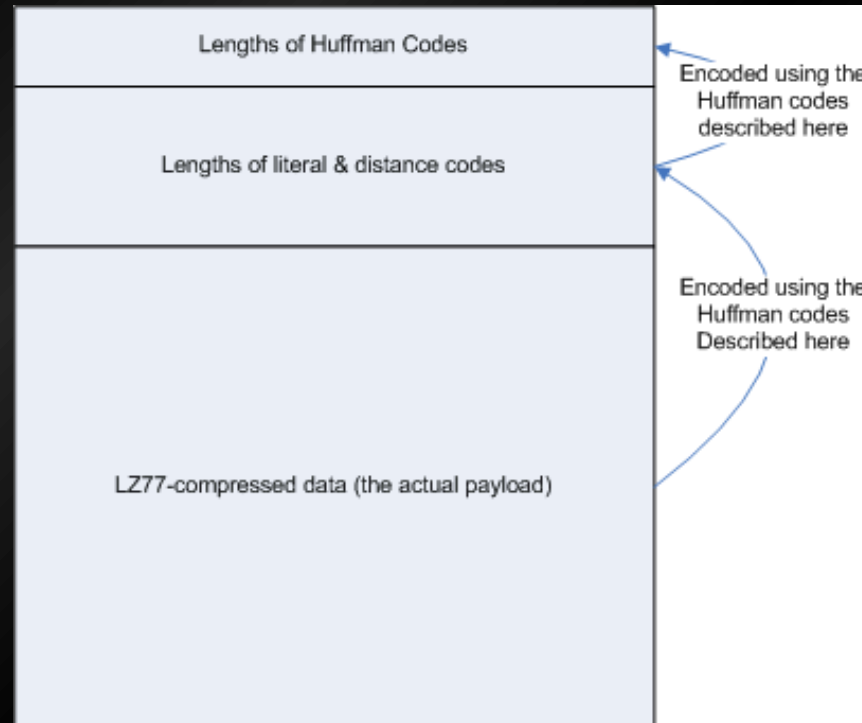 Lengths of Huffman Codes
Encoded using the
Huffman codes
described here
Lengths of literal & distance codes
Encoded using the
Huffman codes
Described here
LZ77-compressed data (the actual payload)